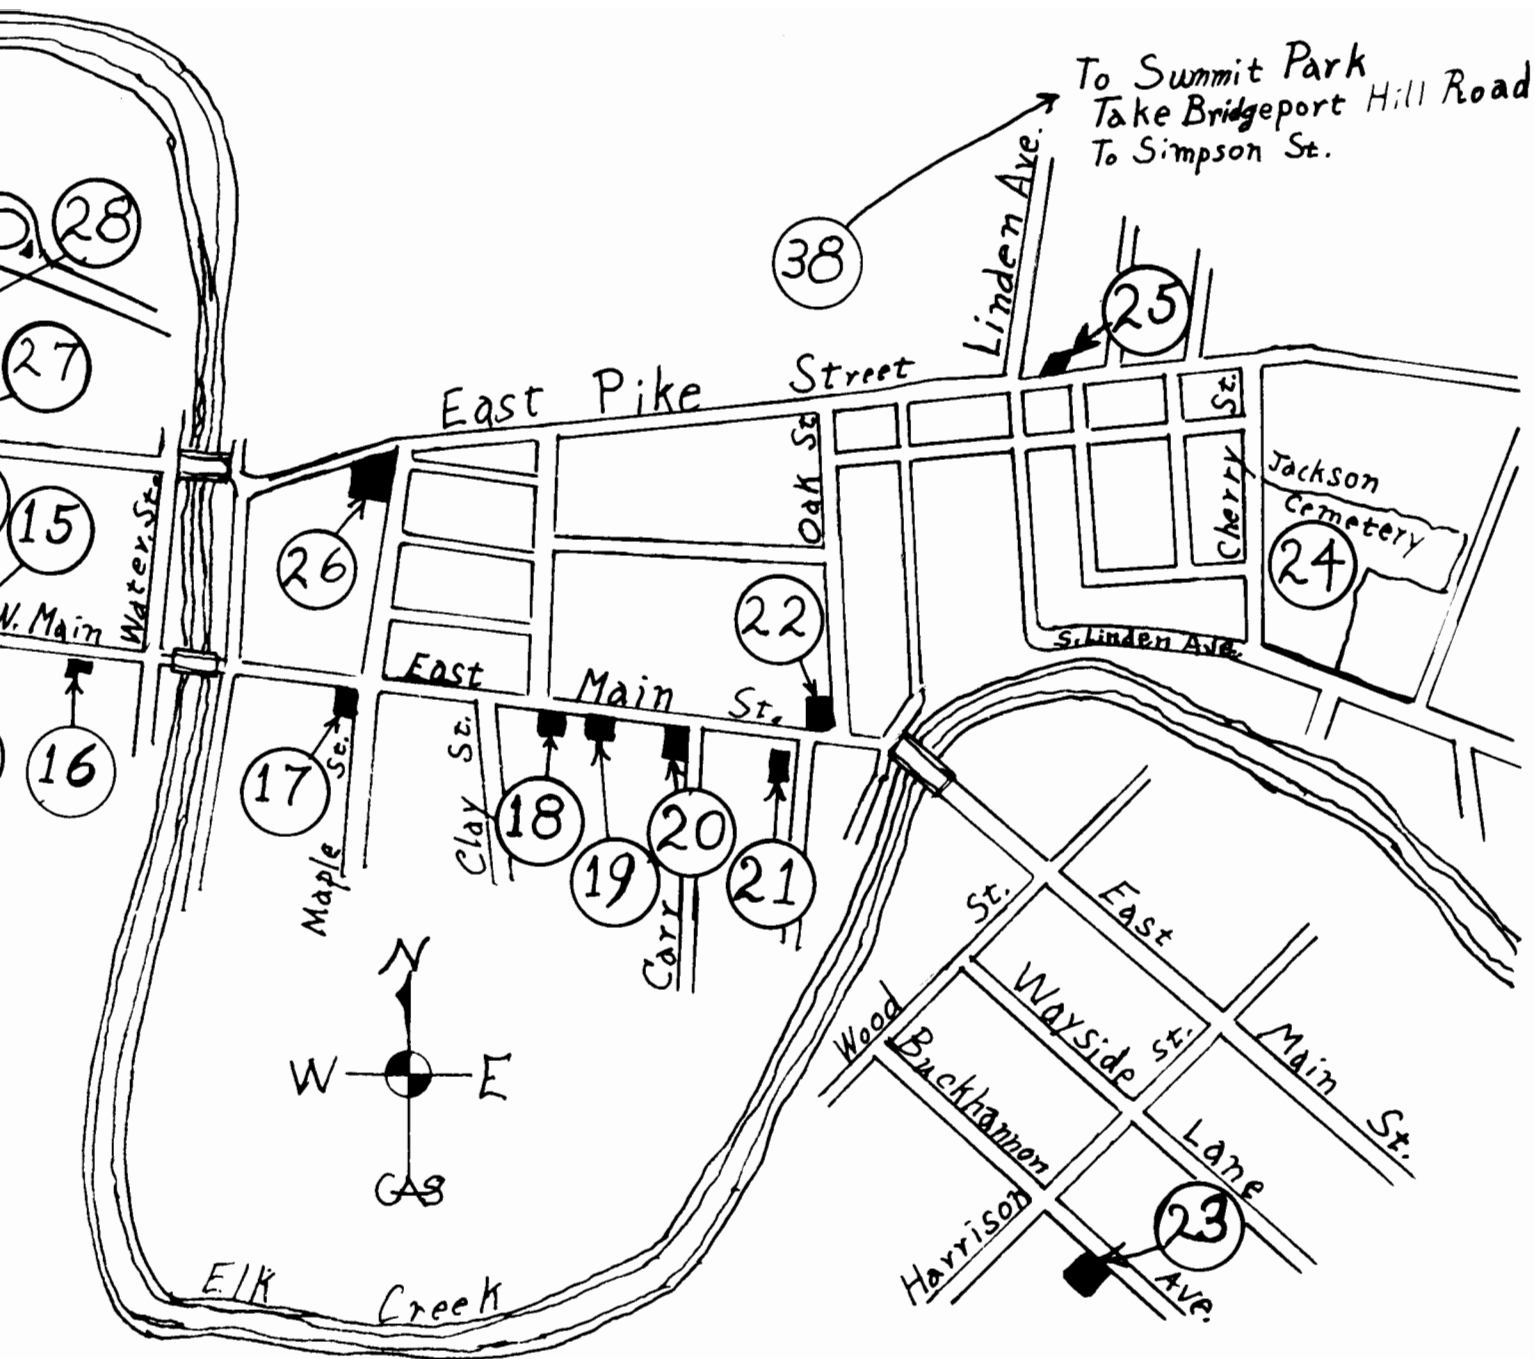 To Summit Park
Take Bridgeport Hill Road
To Simpson St.
28
38
Linden Ave.
25
27
East Pike Street
Oak St
Cherry St.
Jackson
Cemetery
24
15
Water St.
26
22
N. Main
S. Linden Ave.
East Main St.
16
17
Maple St.
Clay St.
18
19
20
21
Carr
N
W E
GAS
Wood St.
East Main St.
Wayside Lane
Buckhannon Ave.
Harrison St.
23
Elk Creek